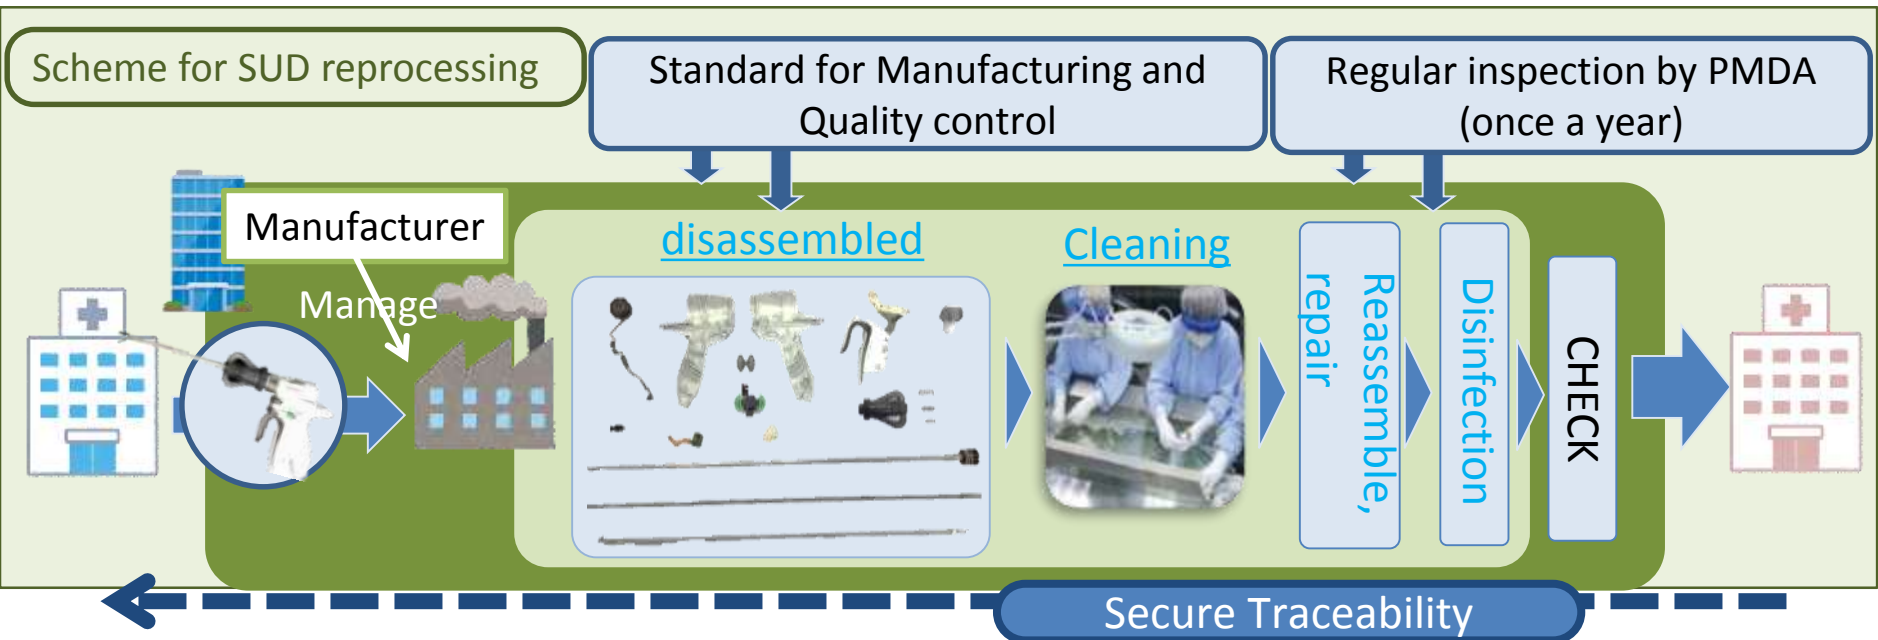 Scheme for SUD reprocessing
Standard for Manufacturing and
Quality control
Regular inspection by PMDA
(once a year)
Manufacturer
Manage
disassembled
Cleaning
Reassemble,
repair
Disinfection
CHECK
Secure Traceability